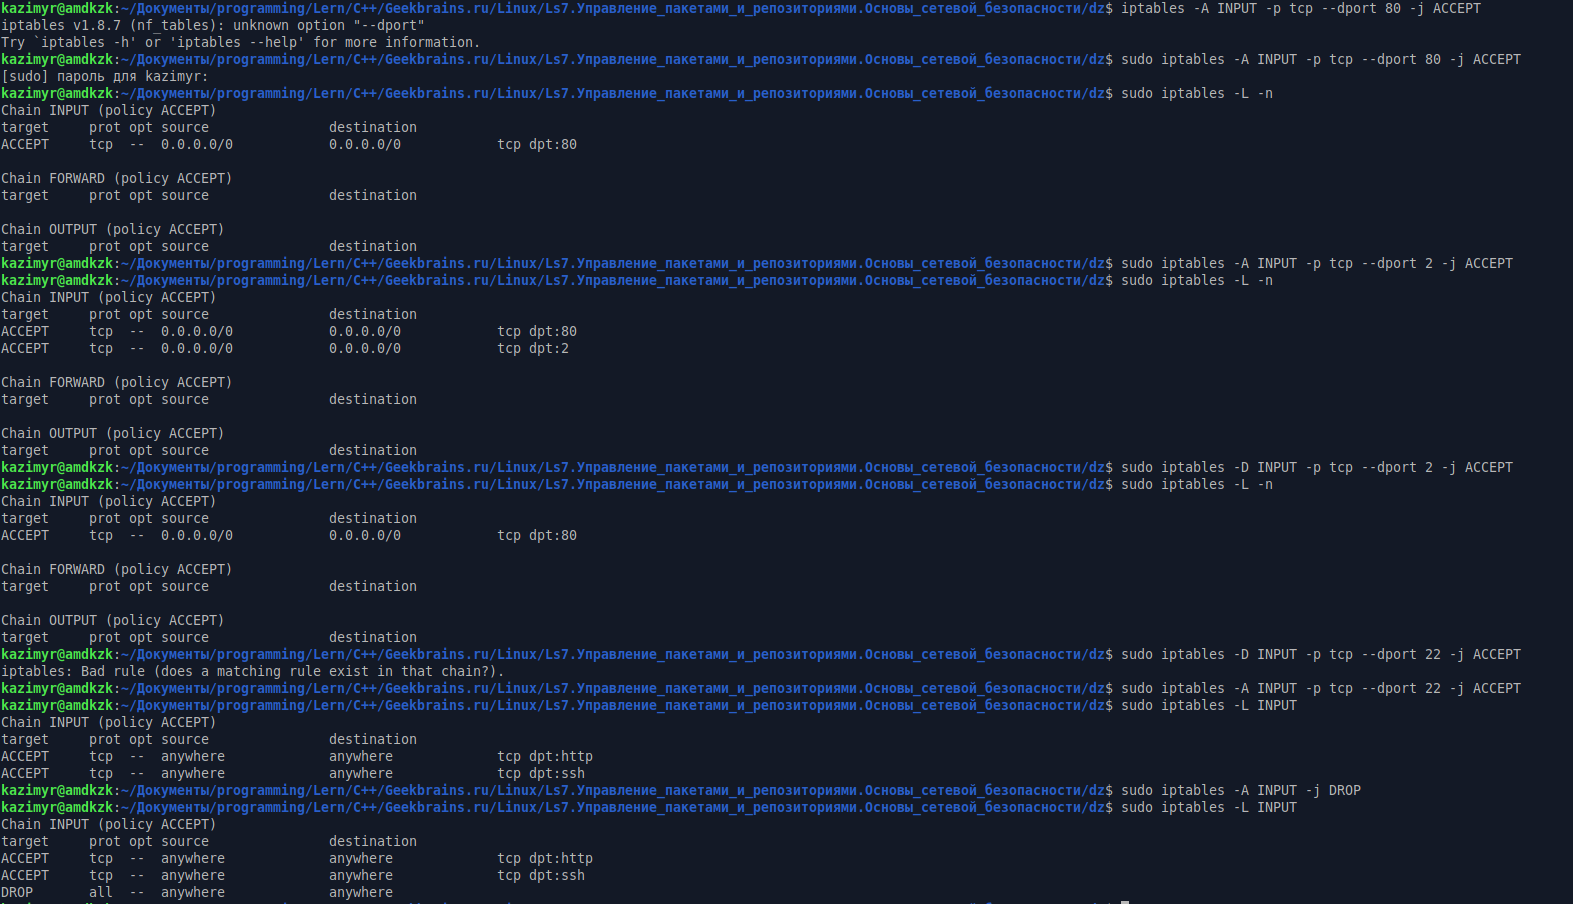 kazimyr@amdkzk:~/Документы/programming/Lern/C++/Geekbrains.ru/Linux/Ls7.Управление_пакетами_и_репозиториями.Основы_сетевой_безопасности/dz$ iptables -A INPUT -p tcp --dport 80 -j ACCEPT
iptables v1.8.7 (nf_tables): unknown option "--dport"
Try `iptables -h' or 'iptables --help' for more information.
kazimyr@amdkzk:~/Документы/programming/Lern/C++/Geekbrains.ru/Linux/Ls7.Управление_пакетами_и_репозиториями.Основы_сетевой_безопасности/dz$ sudo iptables -A INPUT -p tcp --dport 80 -j ACCEPT
[sudo] пароль для kazimyr:
kazimyr@amdkzk:~/Документы/programming/Lern/C++/Geekbrains.ru/Linux/Ls7.Управление_пакетами_и_репозиториями.Основы_сетевой_безопасности/dz$ sudo iptables -L -n
Chain INPUT (policy ACCEPT)
target     prot opt source               destination
ACCEPT     tcp  --  0.0.0.0/0            0.0.0.0/0            tcp dpt:80
Chain FORWARD (policy ACCEPT)
target     prot opt source               destination
Chain OUTPUT (policy ACCEPT)
target     prot opt source               destination
kazimyr@amdkzk:~/Документы/programming/Lern/C++/Geekbrains.ru/Linux/Ls7.Управление_пакетами_и_репозиториями.Основы_сетевой_безопасности/dz$ sudo iptables -A INPUT -p tcp --dport 2 -j ACCEPT
kazimyr@amdkzk:~/Документы/programming/Lern/C++/Geekbrains.ru/Linux/Ls7.Управление_пакетами_и_репозиториями.Основы_сетевой_безопасности/dz$ sudo iptables -L -n
Chain INPUT (policy ACCEPT)
target     prot opt source               destination
ACCEPT     tcp  --  0.0.0.0/0            0.0.0.0/0            tcp dpt:80
ACCEPT     tcp  --  0.0.0.0/0            0.0.0.0/0            tcp dpt:2
Chain FORWARD (policy ACCEPT)
target     prot opt source               destination
Chain OUTPUT (policy ACCEPT)
target     prot opt source               destination
kazimyr@amdkzk:~/Документы/programming/Lern/C++/Geekbrains.ru/Linux/Ls7.Управление_пакетами_и_репозиториями.Основы_сетевой_безопасности/dz$ sudo iptables -D INPUT -p tcp --dport 2 -j ACCEPT
kazimyr@amdkzk:~/Документы/programming/Lern/C++/Geekbrains.ru/Linux/Ls7.Управление_пакетами_и_репозиториями.Основы_сетевой_безопасности/dz$ sudo iptables -L -n
Chain INPUT (policy ACCEPT)
target     prot opt source               destination
ACCEPT     tcp  --  0.0.0.0/0            0.0.0.0/0            tcp dpt:80
Chain FORWARD (policy ACCEPT)
target     prot opt source               destination
Chain OUTPUT (policy ACCEPT)
target     prot opt source               destination
kazimyr@amdkzk:~/Документы/programming/Lern/C++/Geekbrains.ru/Linux/Ls7.Управление_пакетами_и_репозиториями.Основы_сетевой_безопасности/dz$ sudo iptables -D INPUT -p tcp --dport 22 -j ACCEPT
iptables: Bad rule (does a matching rule exist in that chain?).
kazimyr@amdkzk:~/Документы/programming/Lern/C++/Geekbrains.ru/Linux/Ls7.Управление_пакетами_и_репозиториями.Основы_сетевой_безопасности/dz$ sudo iptables -A INPUT -p tcp --dport 22 -j ACCEPT
kazimyr@amdkzk:~/Документы/programming/Lern/C++/Geekbrains.ru/Linux/Ls7.Управление_пакетами_и_репозиториями.Основы_сетевой_безопасности/dz$ sudo iptables -L INPUT
Chain INPUT (policy ACCEPT)
target     prot opt source               destination
ACCEPT     tcp  --  anywhere             anywhere             tcp dpt:http
ACCEPT     tcp  --  anywhere             anywhere             tcp dpt:ssh
kazimyr@amdkzk:~/Документы/programming/Lern/C++/Geekbrains.ru/Linux/Ls7.Управление_пакетами_и_репозиториями.Основы_сетевой_безопасности/dz$ sudo iptables -A INPUT -j DROP
kazimyr@amdkzk:~/Документы/programming/Lern/C++/Geekbrains.ru/Linux/Ls7.Управление_пакетами_и_репозиториями.Основы_сетевой_безопасности/dz$ sudo iptables -L INPUT
Chain INPUT (policy ACCEPT)
target     prot opt source               destination
ACCEPT     tcp  --  anywhere             anywhere             tcp dpt:http
ACCEPT     tcp  --  anywhere             anywhere             tcp dpt:ssh
DROP       all  --  anywhere             anywhere